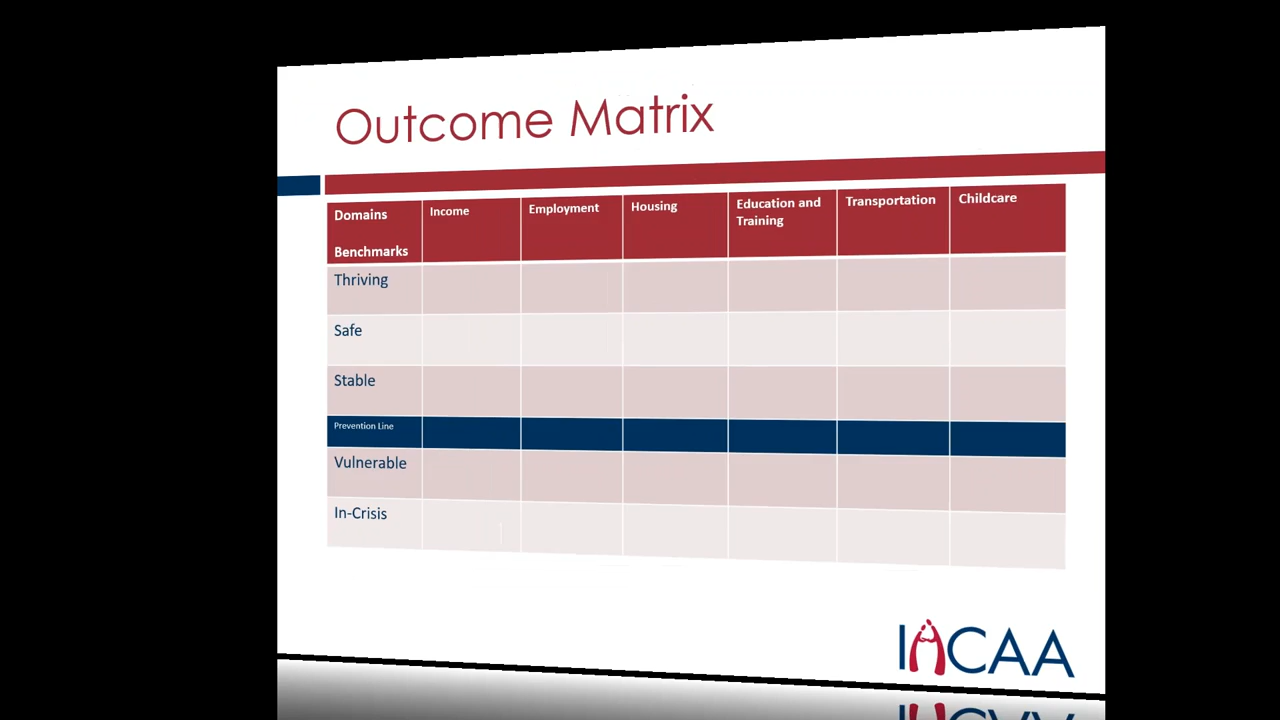 Outcome Matrix
Domains
Benchmarks
Income
Employment
Housing
Education and
Training
Transportation
Childcare
Thriving
Safe
Stable
Prevention Line
Vulnerable
In-Crisis
IACAA